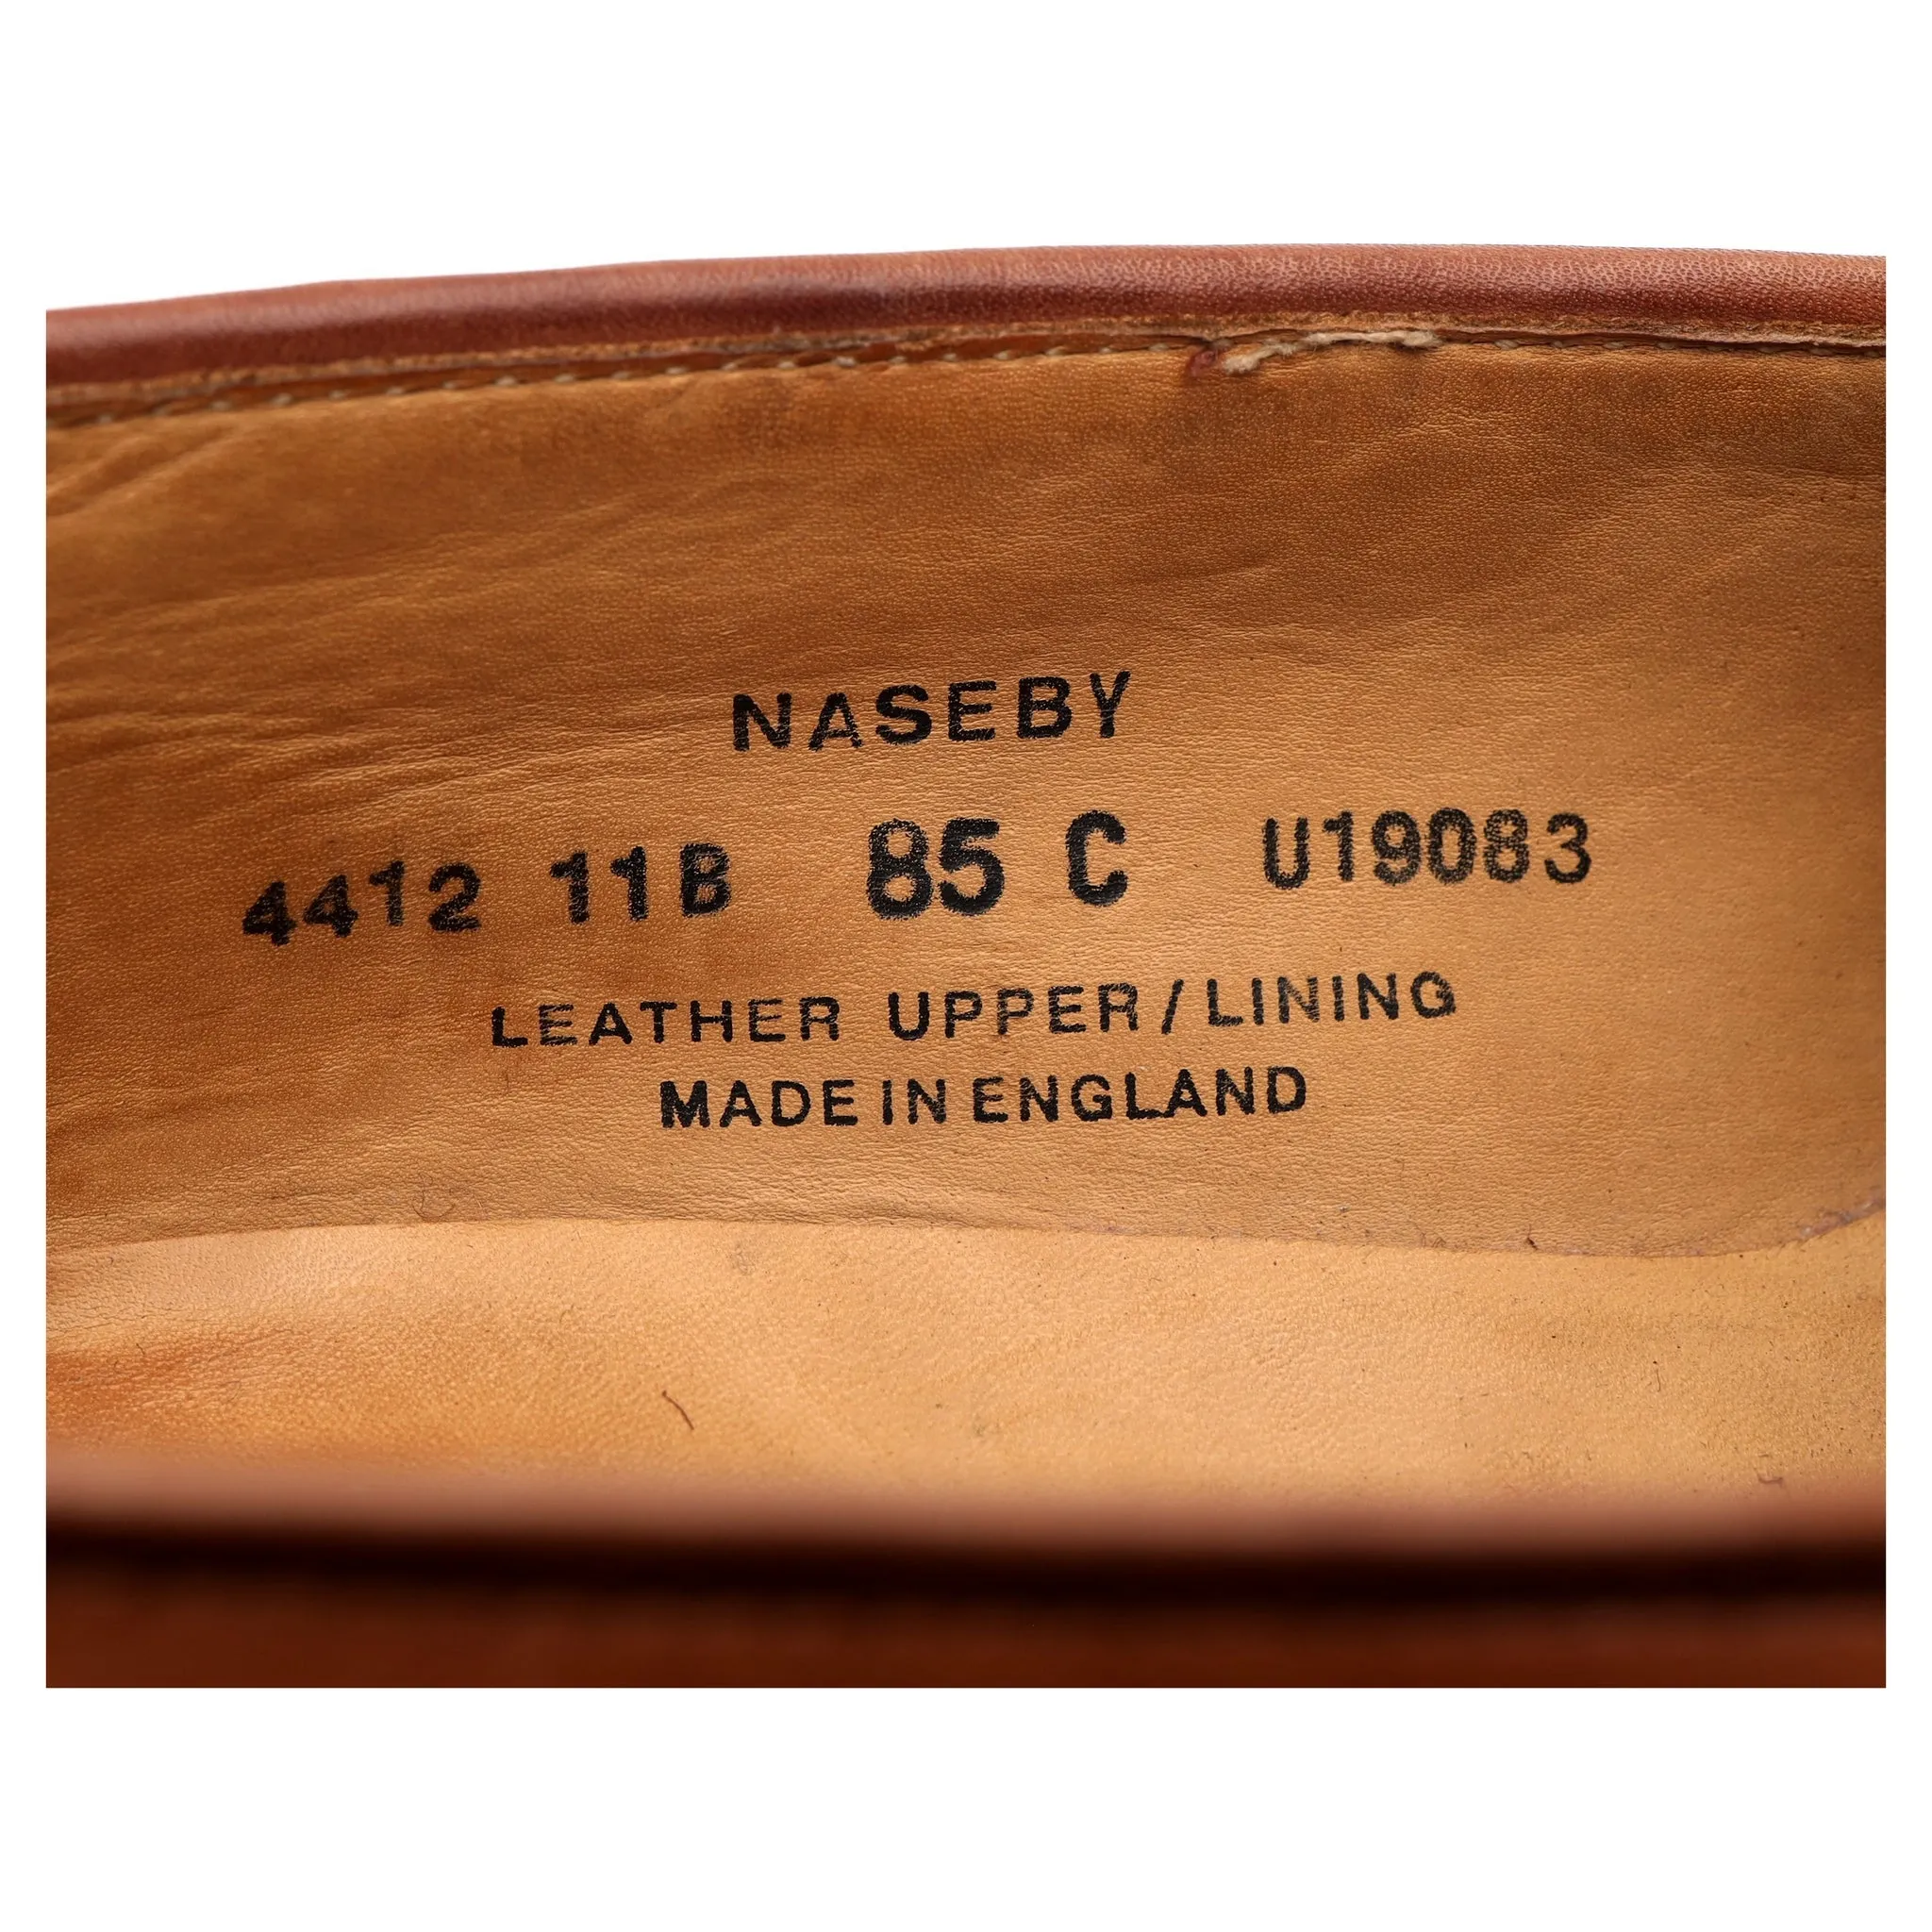 NASEBY
4412 11B 85 C U19083
LEATHER UPPER/LINING
MADE IN ENGLAND